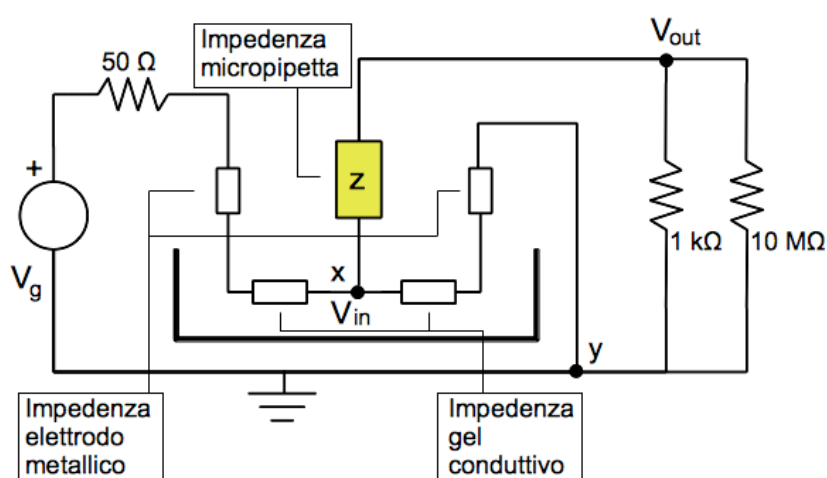 Impedenza
micropipetta
50 Ω
V_out
+
z
1 kΩ
10 MΩ
V_g
x
V_in
y
Impedenza
elettrodo
metallico
Impedenza
gel
conduttivo